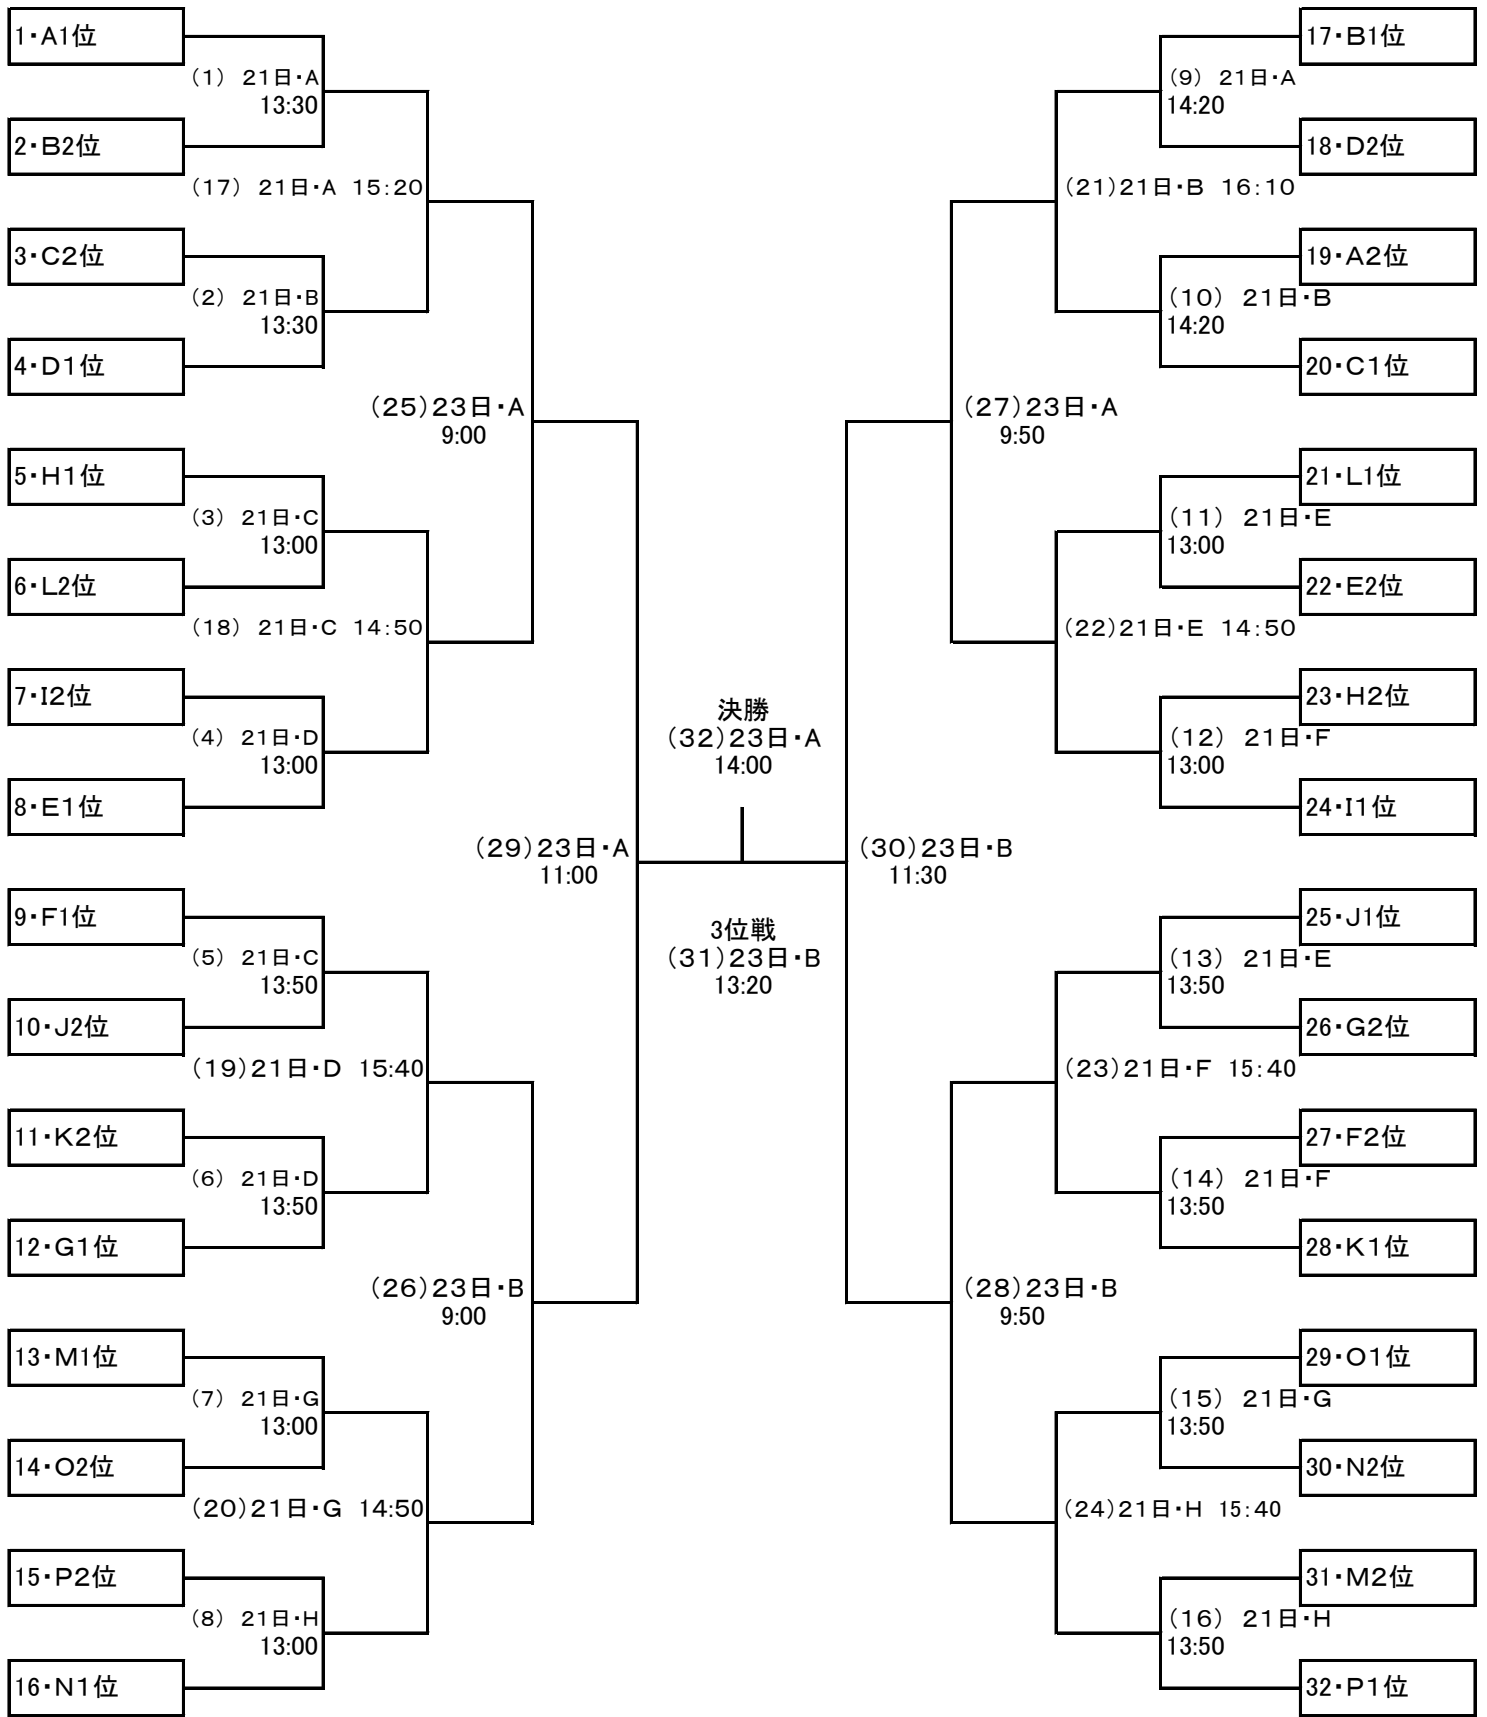 1・A1位
(1) 21日・A
13:30
2・B2位
(17) 21日・A 15:20
3・C2位
(2) 21日・B
13:30
4・D1位
(25)23日・A
9:00
5・H1位
(3) 21日・C
13:00
6・L2位
(18) 21日・C 14:50
7・I2位
(4) 21日・D
13:00
8・E1位
(29)23日・A
11:00
9・F1位
(5) 21日・C
13:50
10・J2位
(19)21日・D 15:40
11・K2位
(6) 21日・D
13:50
12・G1位
(26)23日・B
9:00
13・M1位
(7) 21日・G
13:00
14・O2位
(20)21日・G 14:50
15・P2位
(8) 21日・H
13:00
16・N1位
決勝
(32)23日・A
14:00
3位戦
(31)23日・B
13:20
17・B1位
(9) 21日・A
14:20
18・D2位
(21)21日・B 16:10
19・A2位
(10) 21日・B
14:20
20・C1位
(27)23日・A
9:50
21・L1位
(11) 21日・E
13:00
22・E2位
(22)21日・E 14:50
23・H2位
(12) 21日・F
13:00
24・I1位
(30)23日・B
11:30
25・J1位
(13) 21日・E
13:50
26・G2位
(23)21日・F 15:40
27・F2位
(14) 21日・F
13:50
28・K1位
(28)23日・B
9:50
29・O1位
(15) 21日・G
13:50
30・N2位
(24)21日・H 15:40
31・M2位
(16) 21日・H
13:50
32・P1位